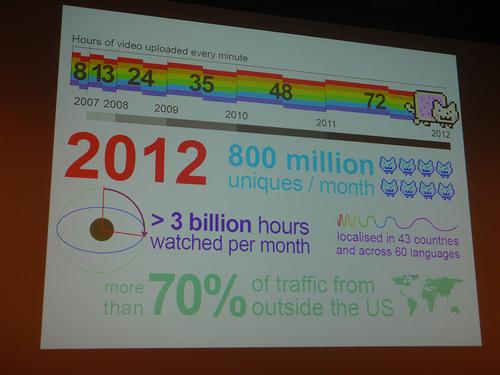 Hours of video uploaded every minute
8 13 24 35 48 72
2007 2008 2009 2010 2011 2012
2012
800 million
uniques / month
> 3 billion hours
watched per month
localised in 43 countries
and across 60 languages
more
than
70%
of traffic from
outside the US